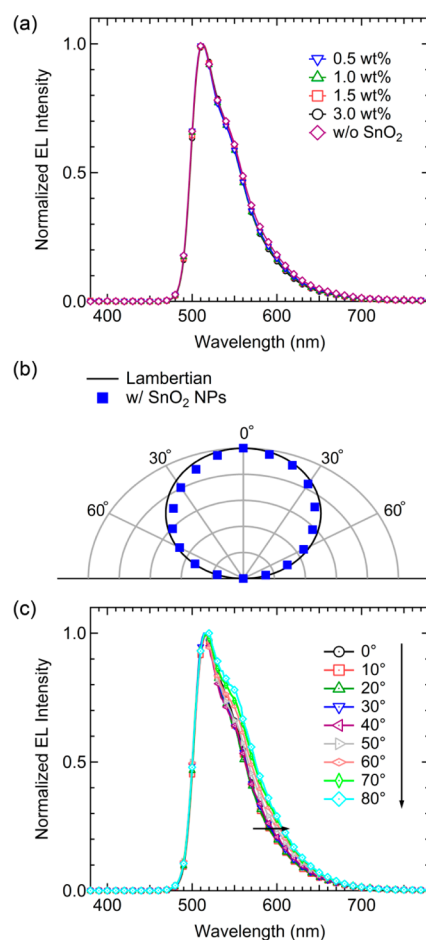 (a)
1.0
0.5
0.0
Normalized EL Intensity
0.5 wt%
1.0 wt%
1.5 wt%
3.0 wt%
w/o SnO₂
400 500 600 700
Wavelength (nm)
(b)
Lambertian
w/ SnO₂ NPs
0°
30° 30°
60° 60°
(c)
1.0
0.5
0.0
Normalized EL Intensity
0°
10°
20°
30°
40°
50°
60°
70°
80°
400 500 600 700
Wavelength (nm)